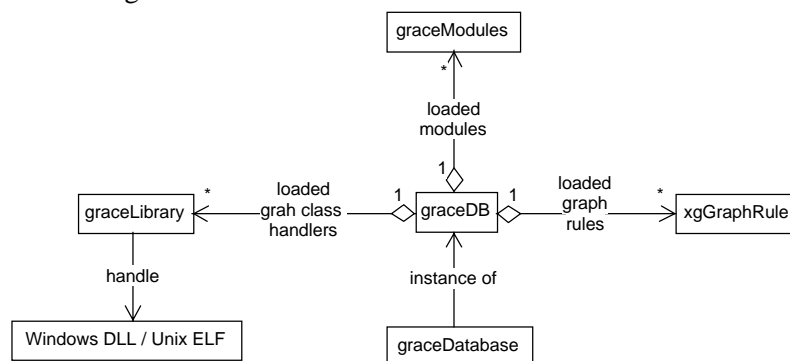 graceModules
*
loaded
modules
1
*
loaded
grah class
handlers
1
1
loaded
graph
rules
*
graceLibrary
graceDB
xgGraphRule
handle
instance of
Windows DLL / Unix ELF
graceDatabase